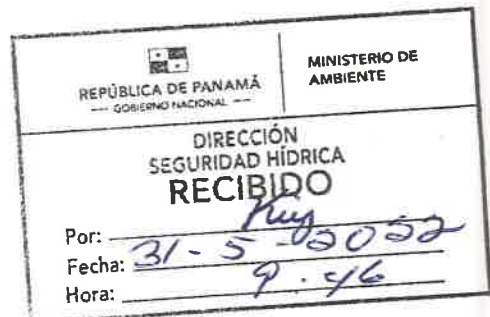 REPÚBLICA DE PANAMÁ
— GOBIERNO NACIONAL —
MINISTERIO DE
AMBIENTE
DIRECCIÓN
SEGURIDAD HÍDRICA
RECIBIDO
Por:
Fecha: 31-5-2022
Hora: 9.46